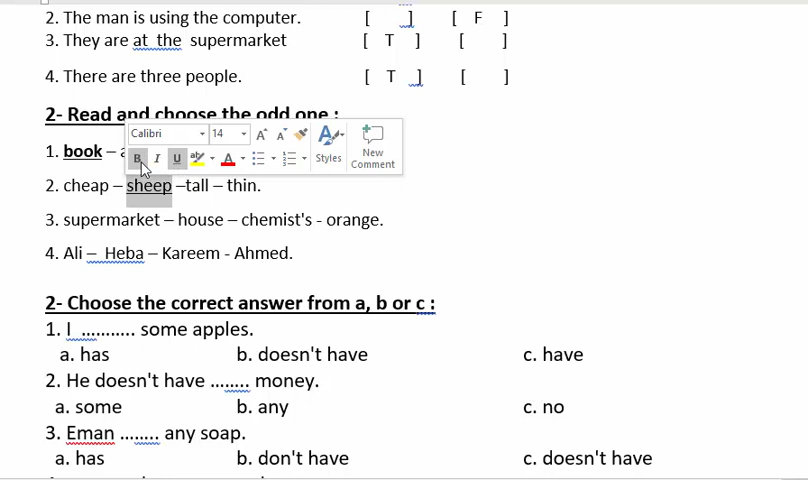 2. The man is using the computer. [ ] [ F ]
3. They are at the supermarket [ T ] [ ]
4. There are three people. [ T ] [ ]
2- Read and choose the odd one :
Calibri 14 A A A Styles New Comment
B I U ab A
1. book – a
2. cheap – sheep –tall – thin.
3. supermarket – house – chemist's - orange.
4. Ali – Heba – Kareem - Ahmed.
2- Choose the correct answer from a, b or c :
1. I ........... some apples.
a. has b. doesn't have c. have
2. He doesn't have ........ money.
a. some b. any c. no
3. Eman ........ any soap.
a. has b. don't have c. doesn't have